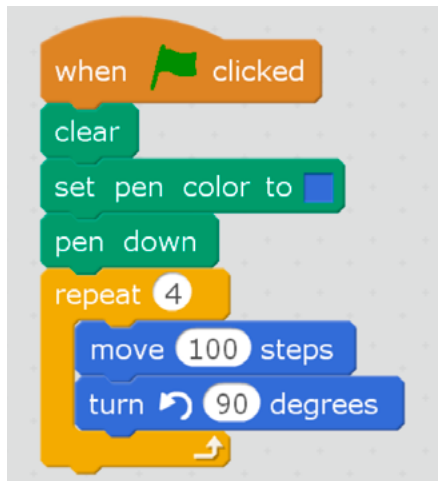 when clicked
clear
set pen color to
pen down
repeat 4
move 100 steps
turn 90 degrees